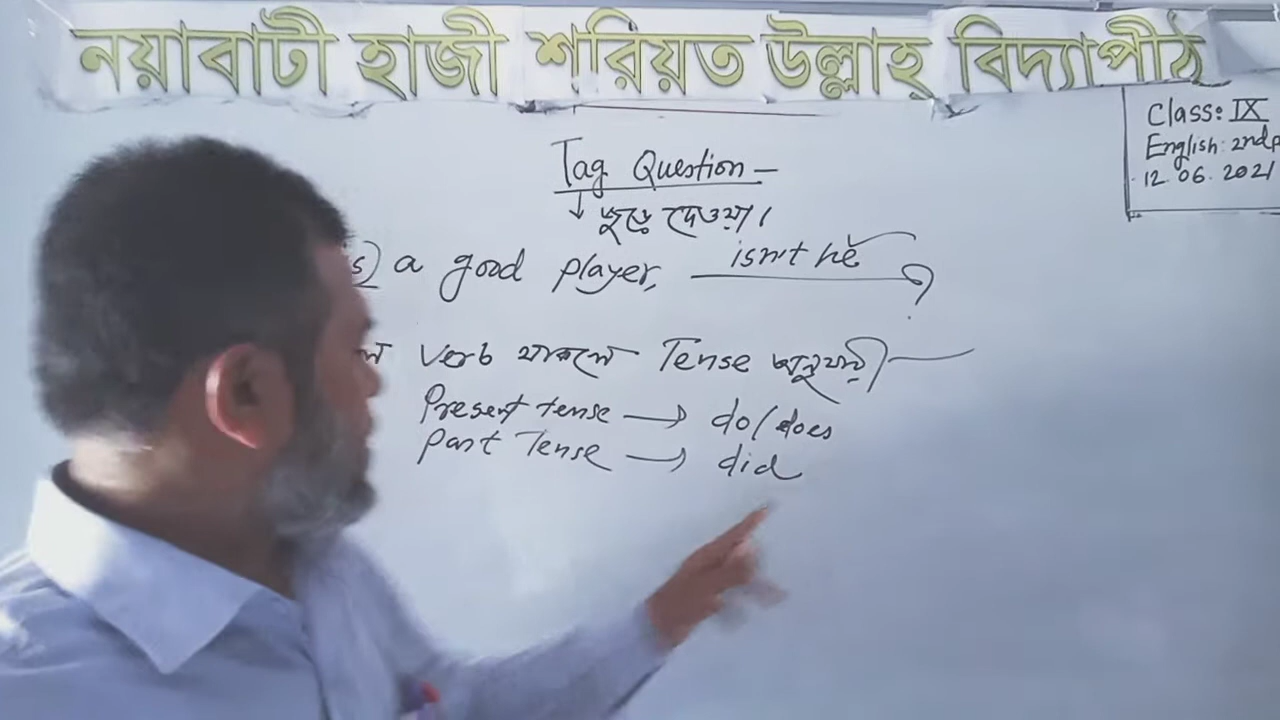 নয়াবাটী হাজী শরিয়ত উল্লাহ্ বিদ্যাপীঠ
Class: IX
English: 2nd p
12.06.2021
Tag Question –
↓ জুড়ে দেওয়া।
s) a good player, isn't he ?
verb থাকলে Tense অনুযায়ী —
Present tense → do/does
Past Tense → did